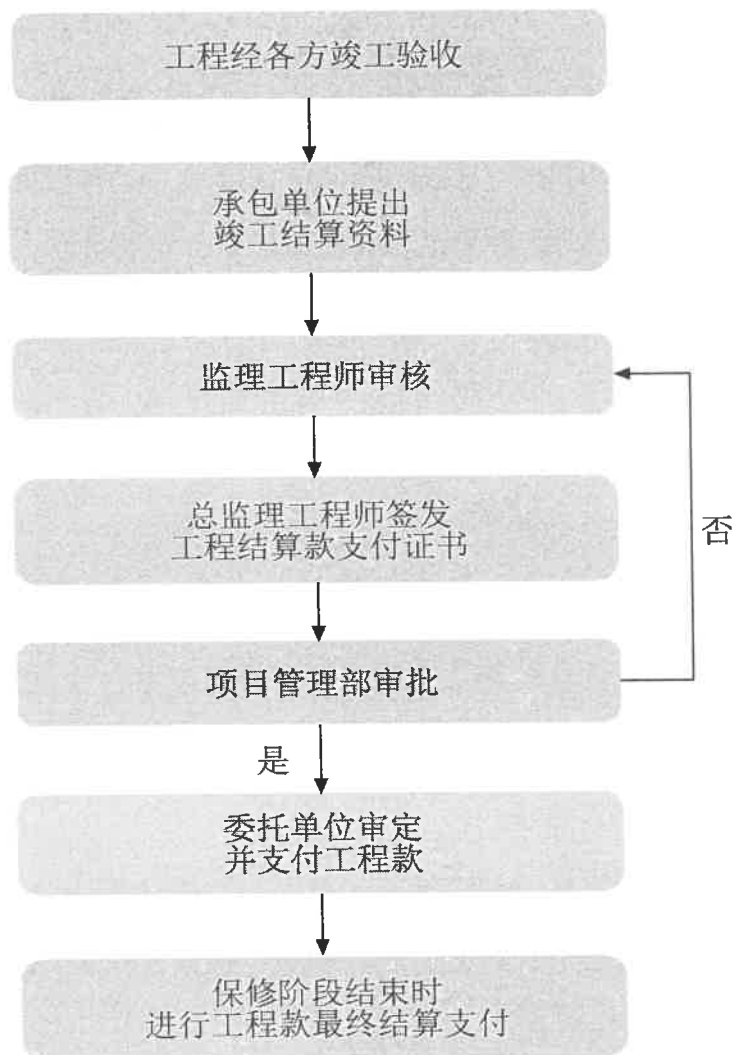 工程经各方竣工验收
承包单位提出
竣工结算资料
监理工程师审核
总监理工程师签发
工程结算款支付证书
否
项目管理部审批
是
委托单位审定
并支付工程款
保修阶段结束时
进行工程款最终结算支付